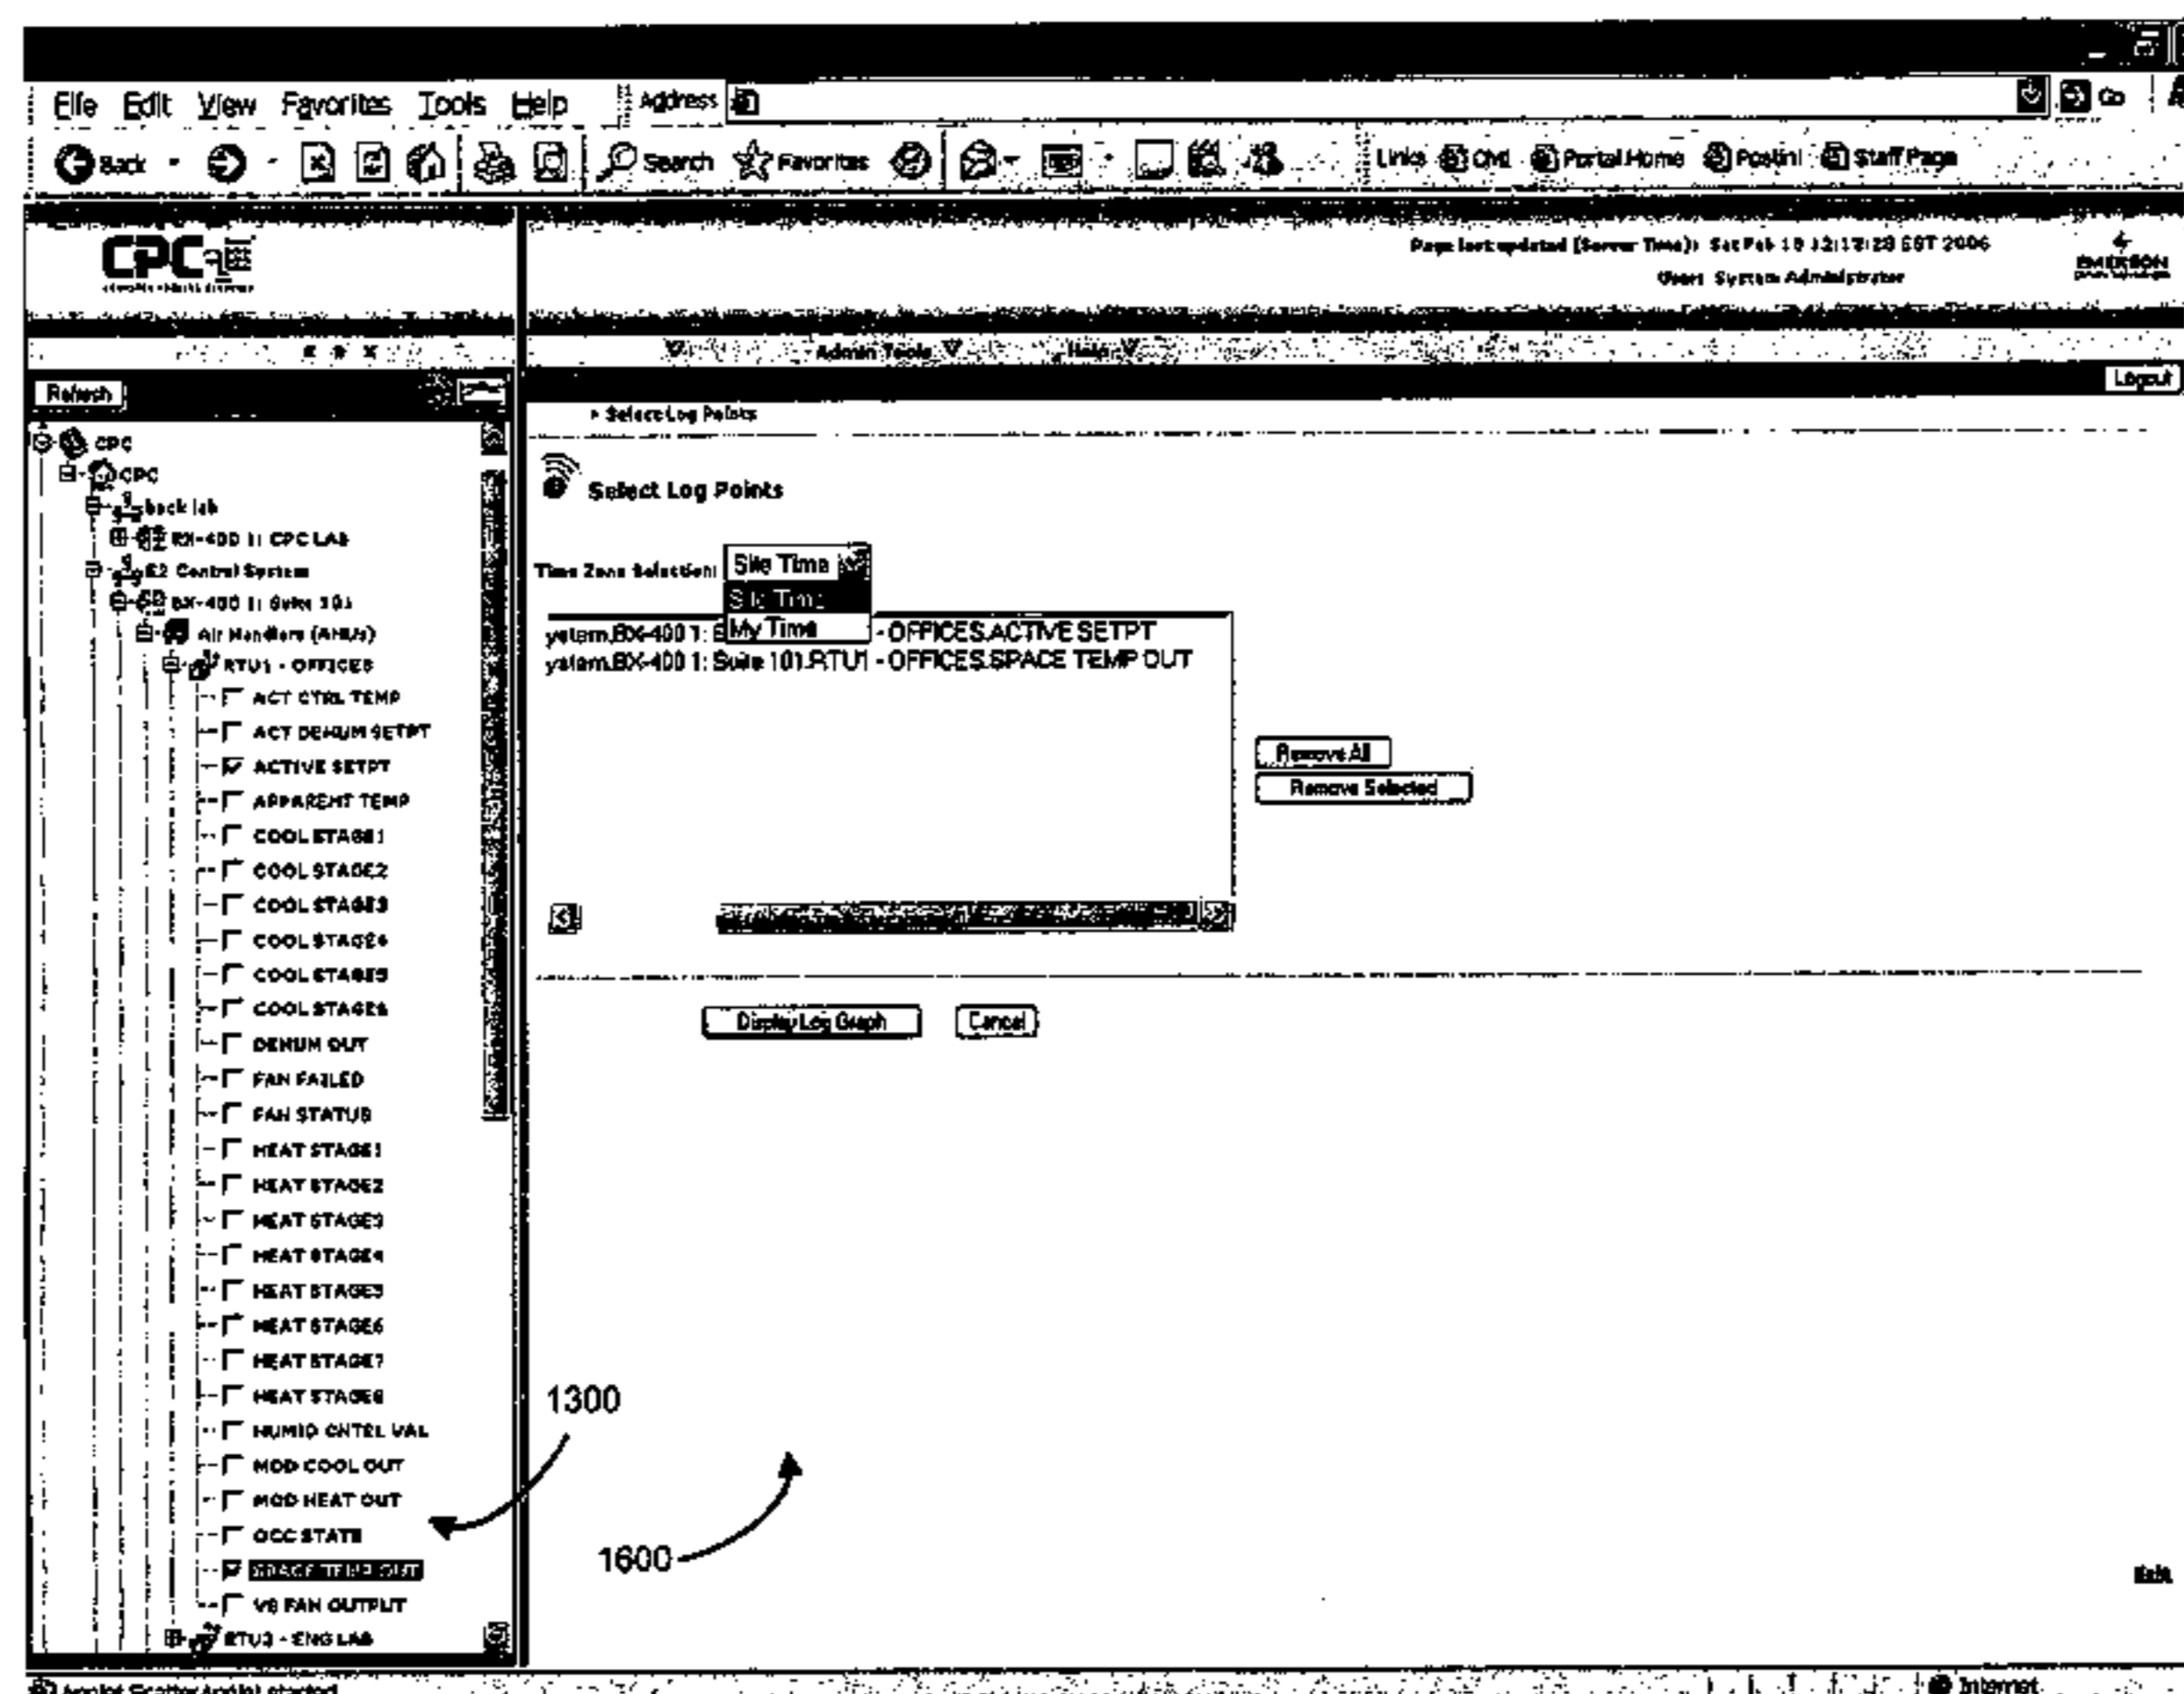 File Edit View Favorites Tools Help Address Go
Back Search Favorites Links Portal Home Postini Staff Page
CPC
Page last updated (Server Time): Sat Feb 18 12:17:28 EST 2006
EMERSON
User: System Administrator
Admin Tools Help
Refresh
Logout
Select Log Points
CPC
CPC
back lab
RX-400 1: CPC LAB
E2 Control System
BX-400 1: Suite 101
Air Handlers (AHUs)
RTU1 - OFFICES
ACT CTRL TEMP
ACT DEHUM SETPT
ACTIVE SETPT
APPARENT TEMP
COOL STAGE1
COOL STAGE2
COOL STAGE3
COOL STAGE4
COOL STAGE5
COOL STAGE6
DEHUM OUT
FAN FAILED
FAN STATUS
HEAT STAGE1
HEAT STAGE2
HEAT STAGE3
HEAT STAGE4
HEAT STAGE5
HEAT STAGE6
HEAT STAGE7
HEAT STAGE8
HUMID CNTRL VAL
MOD COOL OUT
MOD HEAT OUT
OCC STATE
SPACE TEMP OUT
VS FAN OUTPUT
RTU2 - ENG LAB
Select Log Points
Time Zone Selection: Site Time
Site Time
My Time
ystem.BX-400 1: S - OFFICES.ACTIVE SETPT
ystem.BX-400 1: Suite 101.RTU1 - OFFICES.SPACE TEMP OUT
Remove All
Remove Selected
Display Log Graph Cancel
1300
1600
Internet